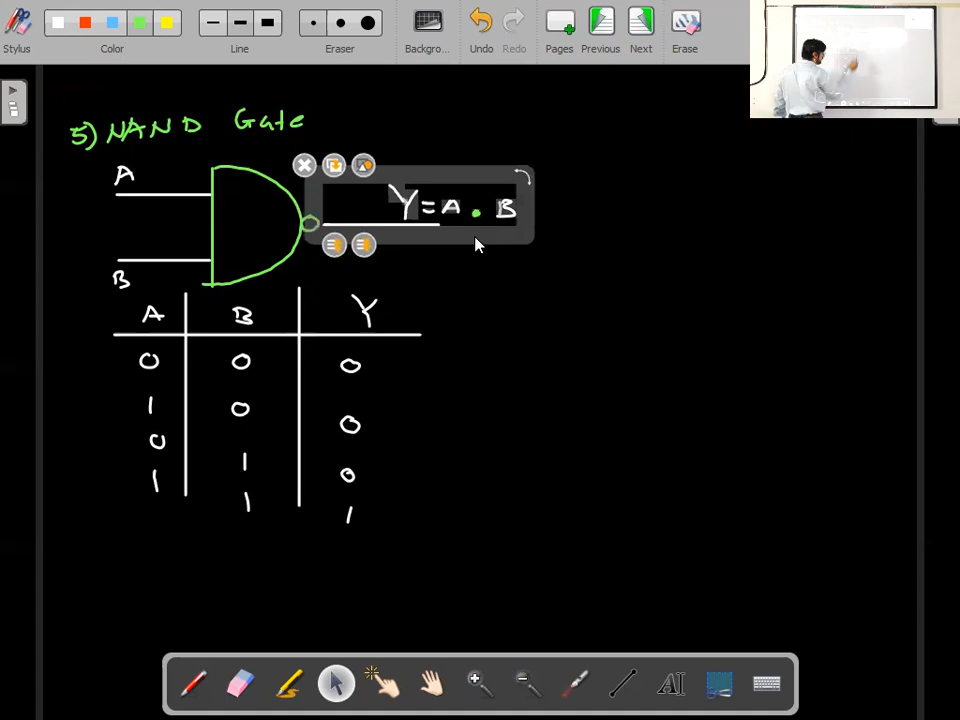 Stylus Color Line Eraser Backgro... Undo Redo Pages Previous Next Erase
5) NAND Gate
A
Y = A . B
B
A B Y
0 0 0
1 0 0
0 1 0
1 1 1